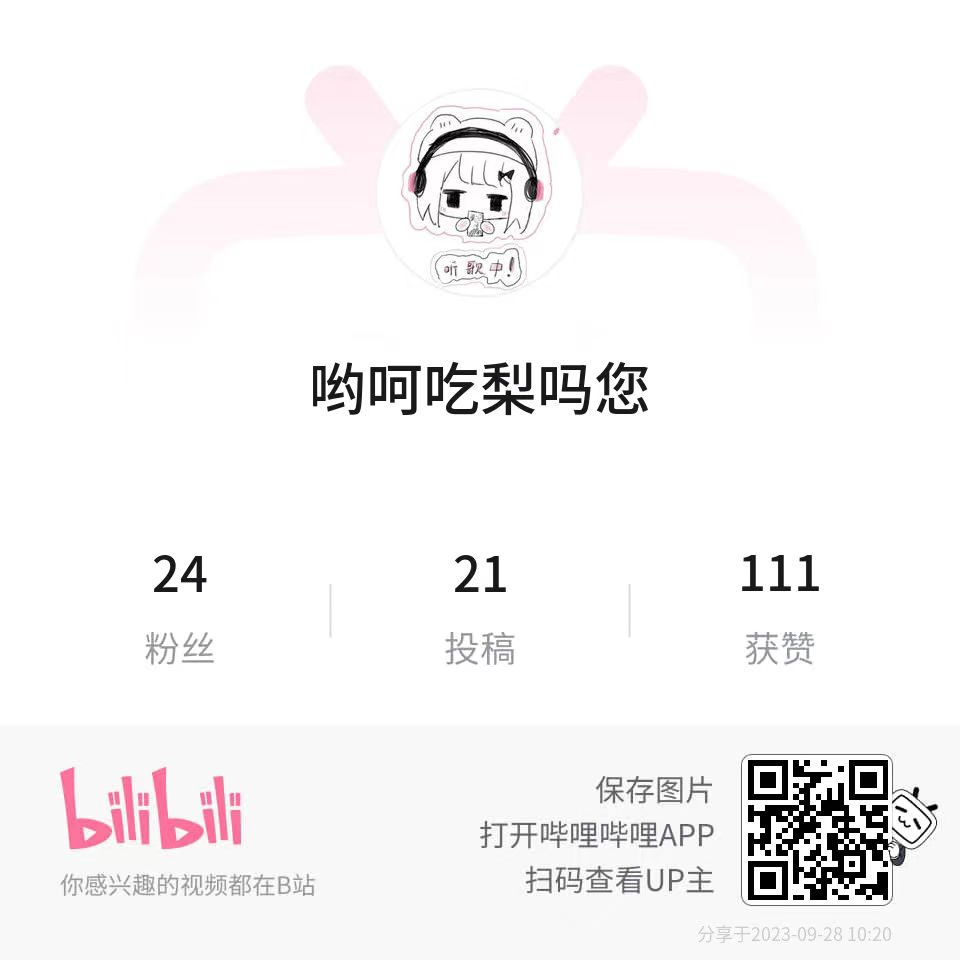 听歌中!
哟呵吃梨吗您
24
21
111
粉丝
投稿
获赞
bilibili
你感兴趣的视频都在B站
保存图片
打开哔哩哔哩APP
扫码查看UP主
分享于2023-09-28 10:20